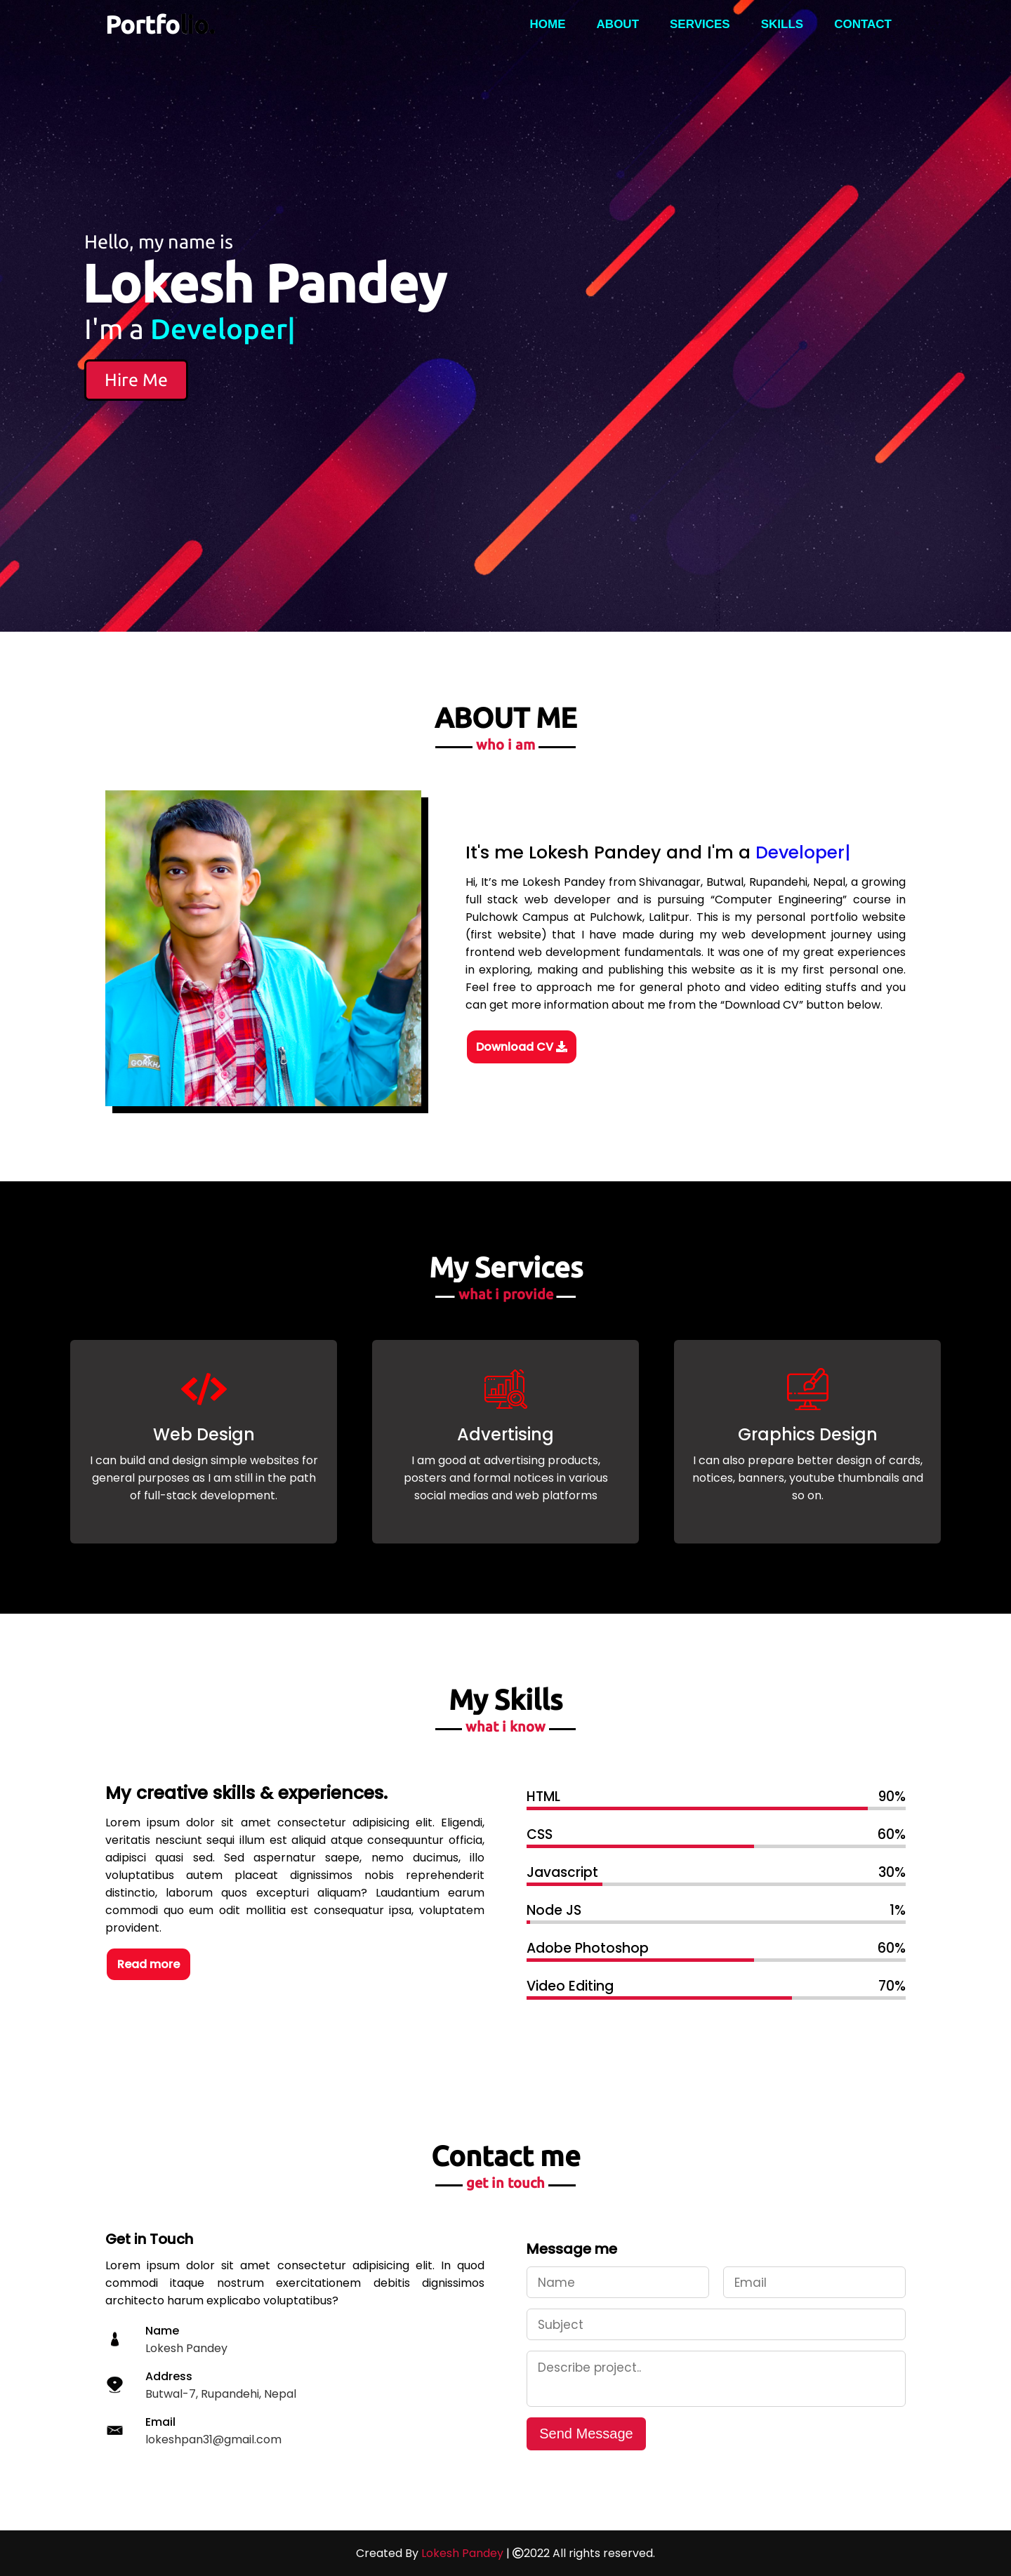 Portfolio.
HOME ABOUT SERVICES SKILLS CONTACT
Hello, my name is
Lokesh Pandey
I'm a Developer|
Hire Me
ABOUT ME
who i am
It's me Lokesh Pandey and I'm a Developer|
Hi, It’s me Lokesh Pandey from Shivanagar, Butwal, Rupandehi, Nepal, a growing
full stack web developer and is pursuing “Computer Engineering” course in
Pulchowk Campus at Pulchowk, Lalitpur. This is my personal portfolio website
(first website) that I have made during my web development journey using
frontend web development fundamentals. It was one of my great experiences
in exploring, making and publishing this website as it is my first personal one.
Feel free to approach me for general photo and video editing stuffs and you
can get more information about me from the “Download CV” button below.
GORKH
Download CV
My Services
what i provide
Web Design
I can build and design simple websites for
general purposes as I am still in the path
of full-stack development.
Advertising
I am good at advertising products,
posters and formal notices in various
social medias and web platforms
Graphics Design
I can also prepare better design of cards,
notices, banners, youtube thumbnails and
so on.
My Skills
what i know
My creative skills & experiences.
Lorem ipsum dolor sit amet consectetur adipisicing elit. Eligendi,
veritatis nesciunt sequi illum est aliquid atque consequuntur officia,
adipisci quasi sed. Sed aspernatur saepe, nemo ducimus, illo
voluptatibus autem placeat dignissimos nobis reprehenderit
distinctio, laborum quos excepturi aliquam? Laudantium earum
commodi quo eum odit mollitia est consequatur ipsa, voluptatem
provident.
Read more
HTML 90%
CSS 60%
Javascript 30%
Node JS 1%
Adobe Photoshop 60%
Video Editing 70%
Contact me
get in touch
Get in Touch
Lorem ipsum dolor sit amet consectetur adipisicing elit. In quod
commodi itaque nostrum exercitationem debitis dignissimos
architecto harum explicabo voluptatibus?
Name
Lokesh Pandey
Address
Butwal-7, Rupandehi, Nepal
Email
lokeshpan31@gmail.com
Message me
Name Email
Subject
Describe project..
Send Message
Created By Lokesh Pandey | ©2022 All rights reserved.